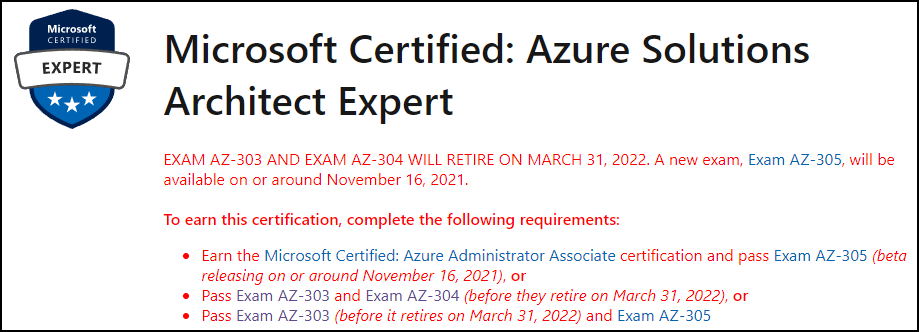 Microsoft
CERTIFIED
EXPERT
Microsoft Certified: Azure Solutions
Architect Expert
EXAM AZ-303 AND EXAM AZ-304 WILL RETIRE ON MARCH 31, 2022. A new exam, Exam AZ-305, will be
available on or around November 16, 2021.
To earn this certification, complete the following requirements:
• Earn the Microsoft Certified: Azure Administrator Associate certification and pass Exam AZ-305 (beta
releasing on or around November 16, 2021), or
• Pass Exam AZ-303 and Exam AZ-304 (before they retire on March 31, 2022), or
• Pass Exam AZ-303 (before it retires on March 31, 2022) and Exam AZ-305